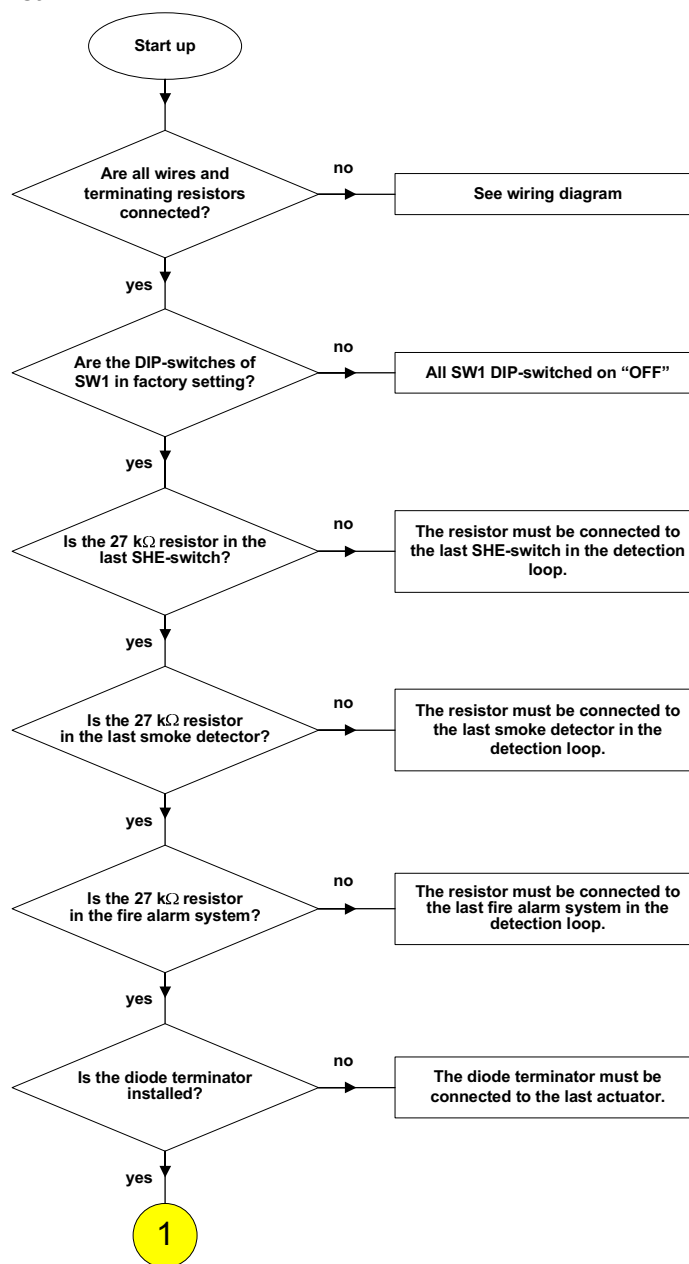 Start up
Are all wires and
terminating resistors
connected?
no
See wiring diagram
yes
Are the DIP-switches of
SW1 in factory setting?
no
All SW1 DIP-switched on “OFF”
yes
Is the 27 kΩ resistor in the
last SHE-switch?
no
The resistor must be connected to
the last SHE-switch in the detection
loop.
yes
Is the 27 kΩ resistor
in the last smoke detector?
no
The resistor must be connected to
the last smoke detector in the
detection loop.
yes
Is the 27 kΩ resistor
in the fire alarm system?
no
The resistor must be connected to
the last fire alarm system in the
detection loop.
yes
Is the diode terminator
installed?
no
The diode terminator must be
connected to the last actuator.
yes
1